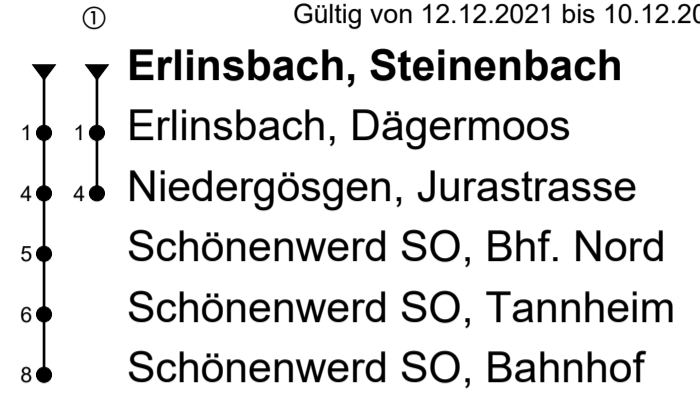 ① Gültig von 12.12.2021 bis 10.12.20
Erlinsbach, Steinenbach
1 1 Erlinsbach, Dägermoos
4 4 Niedergösgen, Jurastrasse
5 Schönenwerd SO, Bhf. Nord
6 Schönenwerd SO, Tannheim
8 Schönenwerd SO, Bahnhof